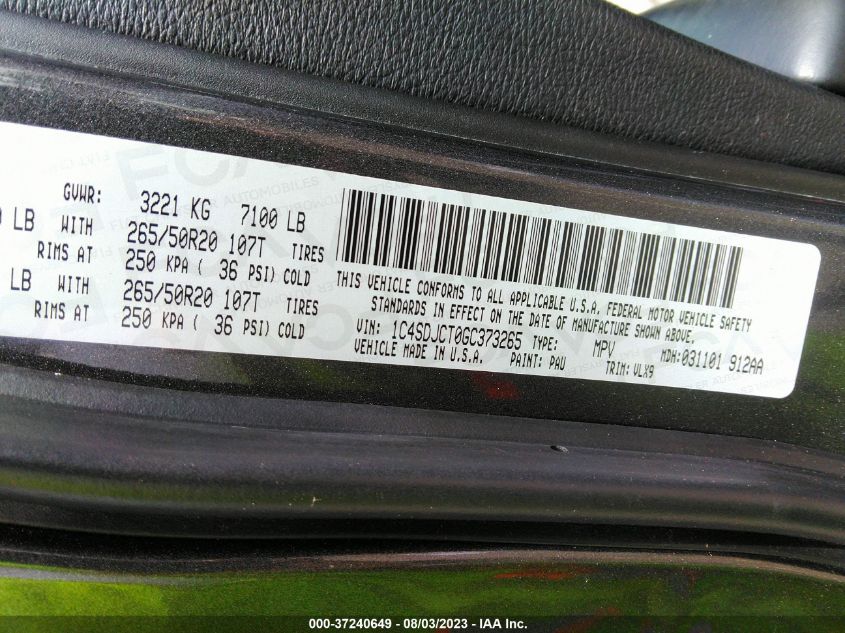 GVWR: 3221 KG 7100 LB
LB WITH 265/50R20 107T TIRES
RIMS AT 250 KPA ( 36 PSI) COLD
LB WITH 265/50R20 107T TIRES
RIMS AT 250 KPA ( 36 PSI) COLD
THIS VEHICLE CONFORMS TO ALL APPLICABLE U.S.A. FEDERAL MOTOR VEHICLE SAFETY
STANDARDS IN EFFECT ON THE DATE OF MANUFACTURE SHOWN ABOVE.
VIN: 1C4SDJCT0GC373265 TYPE: MPV MDH: 031101 912AA
VEHICLE MADE IN U.S.A. PAINT: PAU TRIM: VLX9
000-37240649 - 08/03/2023 - IAA Inc.